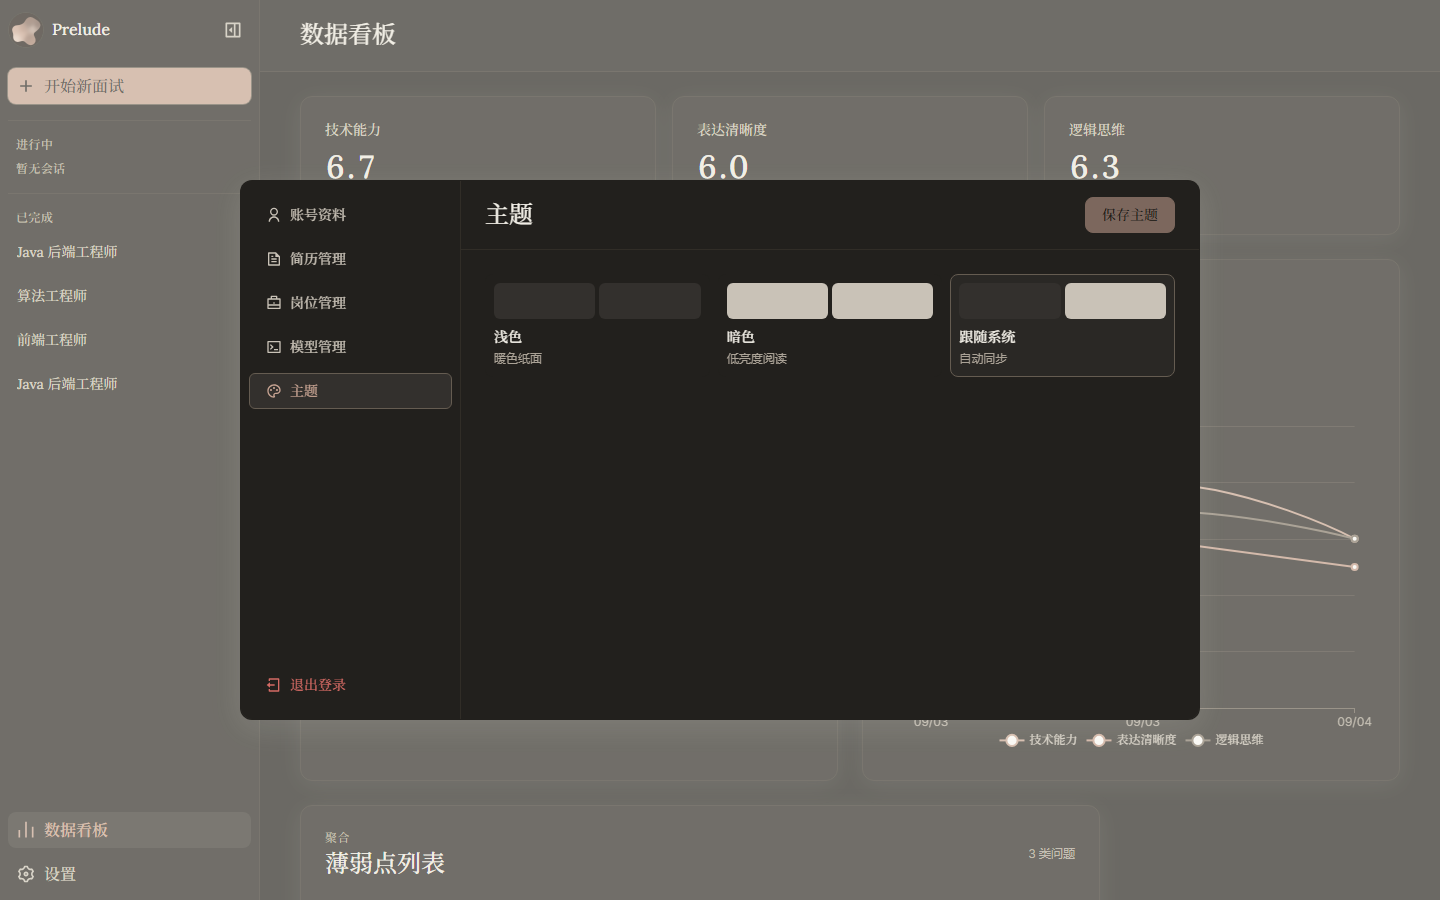 Prelude
开始新面试
进行中
暂无会话
已完成
Java 后端工程师
算法工程师
前端工程师
Java 后端工程师
数据看板
设置
数据看板
技术能力
6.7
表达清晰度
6.0
逻辑思维
6.3
账号资料
简历管理
岗位管理
模型管理
主题
退出登录
主题
保存主题
浅色
暖色纸面
暗色
低亮度阅读
跟随系统
自动同步
09/03
09/03
09/04
技术能力
表达清晰度
逻辑思维
聚合
薄弱点列表
3 类问题